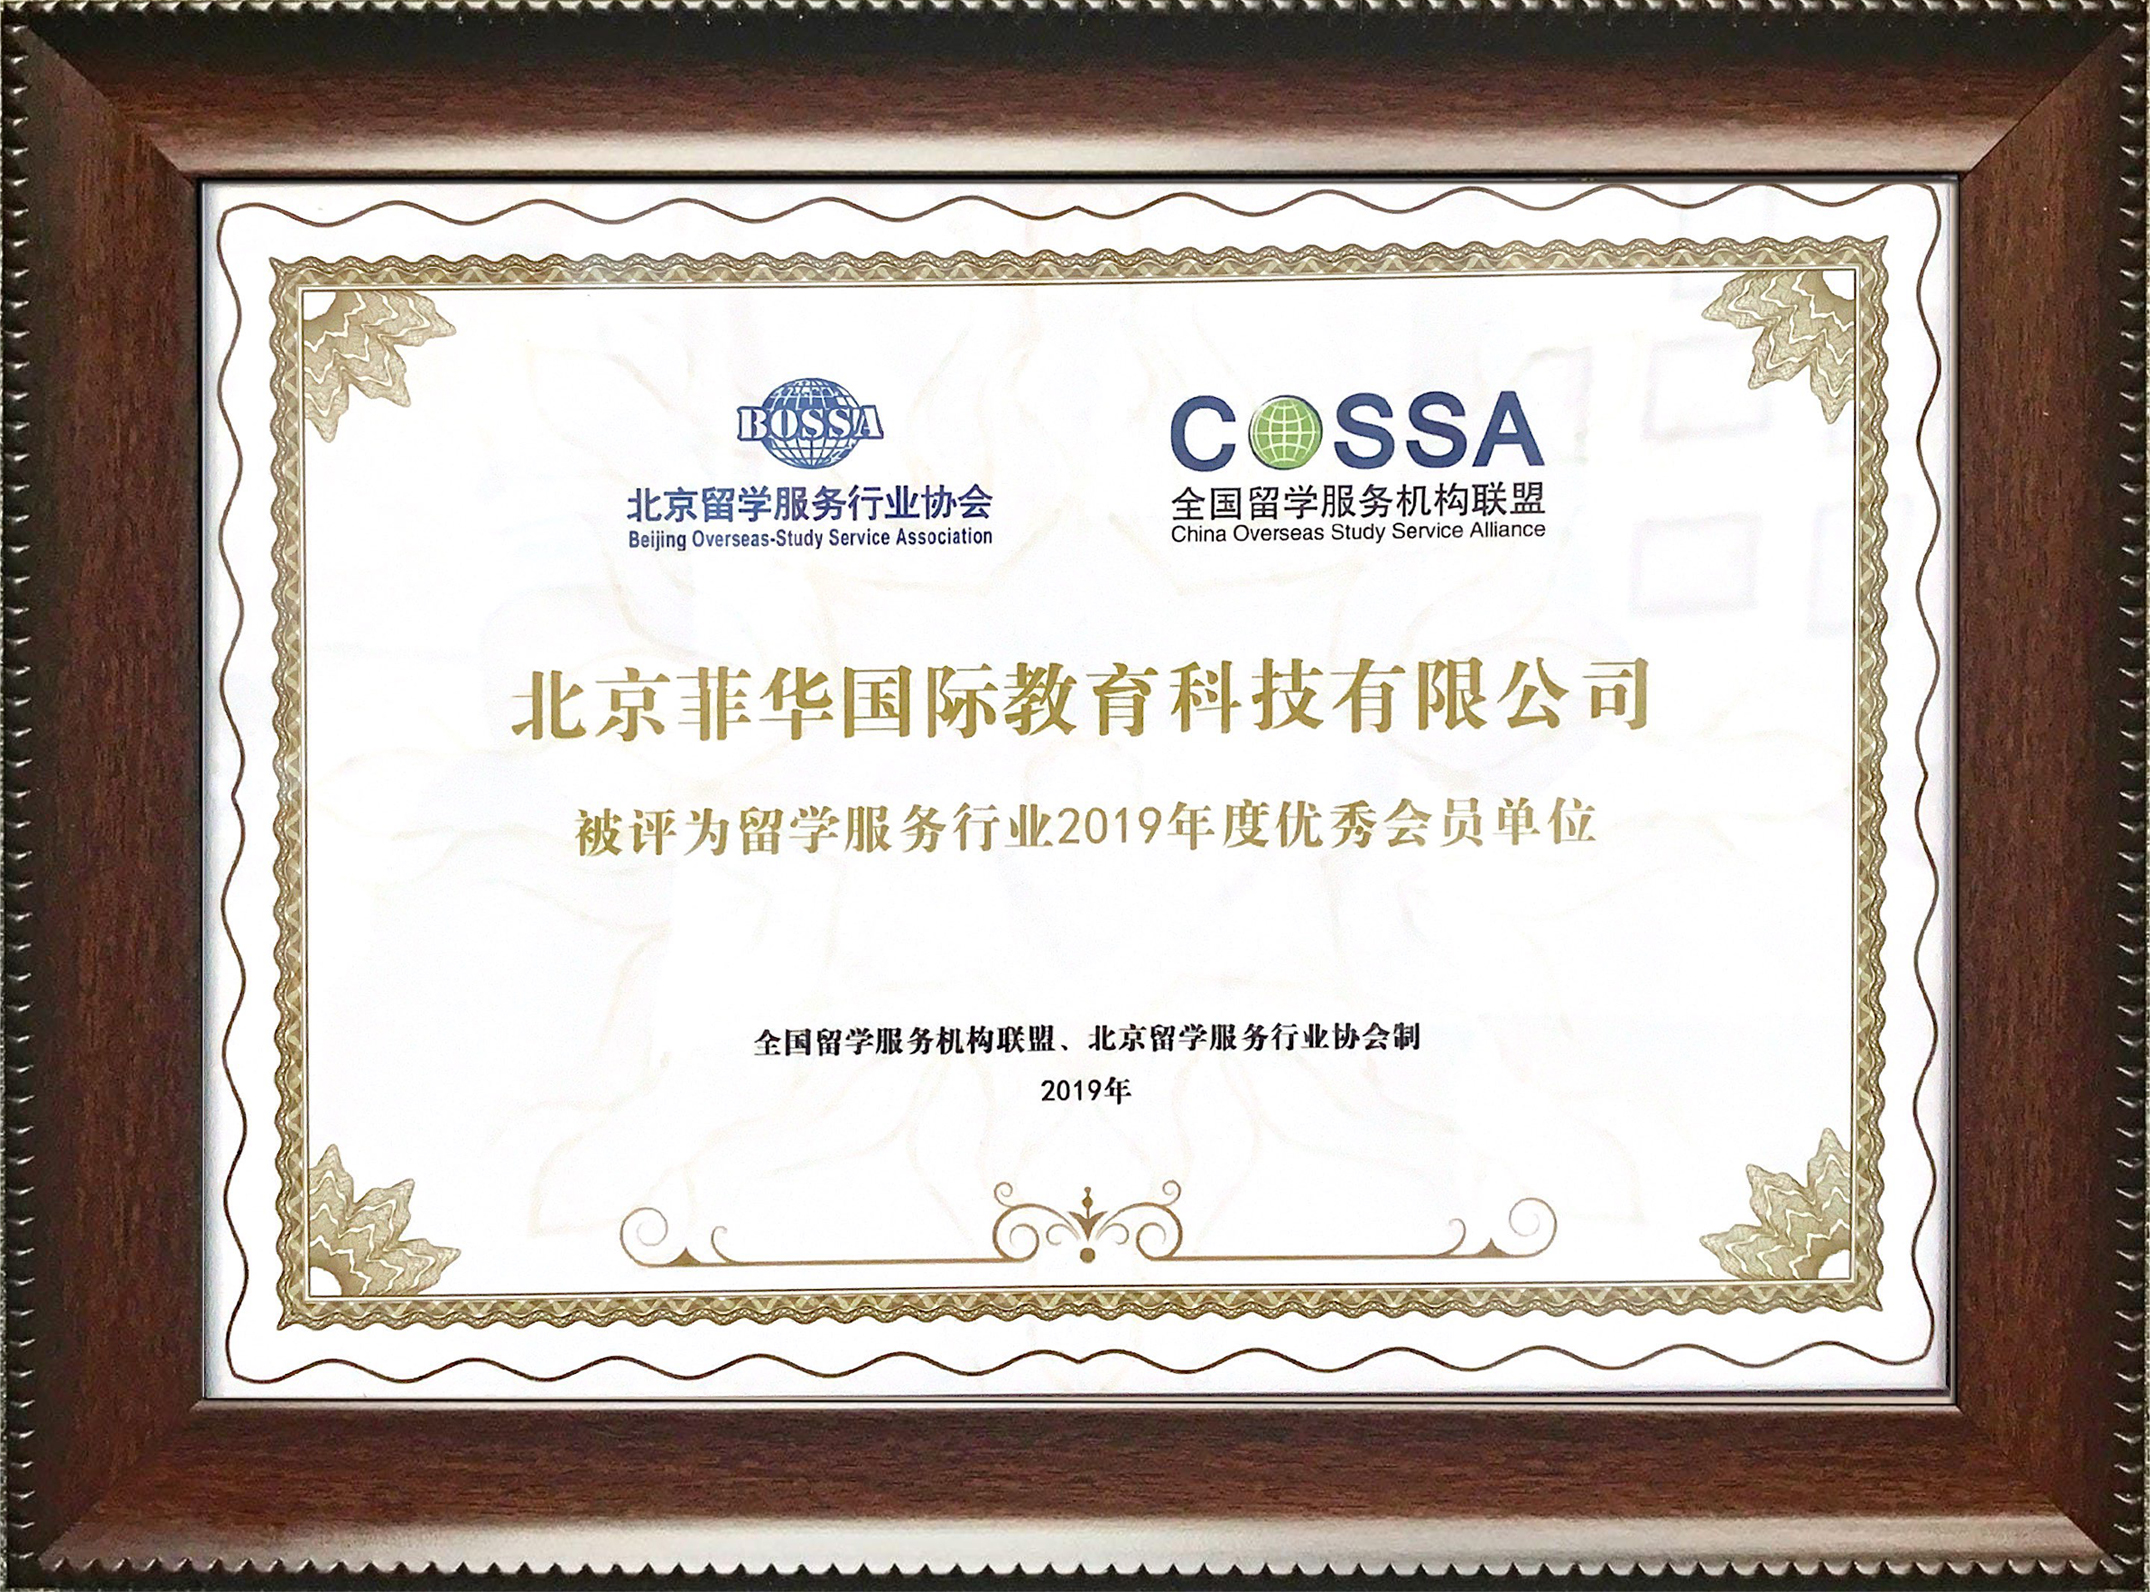 BOSSA
北京留学服务行业协会
Beijing Overseas-Study Service Association
COSSA
全国留学服务机构联盟
China Overseas Study Service Alliance
北京菲华国际教育科技有限公司
被评为留学服务行业2019年度优秀会员单位
全国留学服务机构联盟、北京留学服务行业协会制
2019年